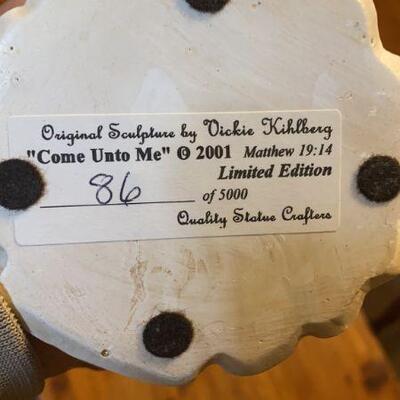 Original Sculpture by Vickie Kihlberg
"Come Unto Me" © 2001 Matthew 19:14
Limited Edition
86 of 5000
Quality Statue Crafters